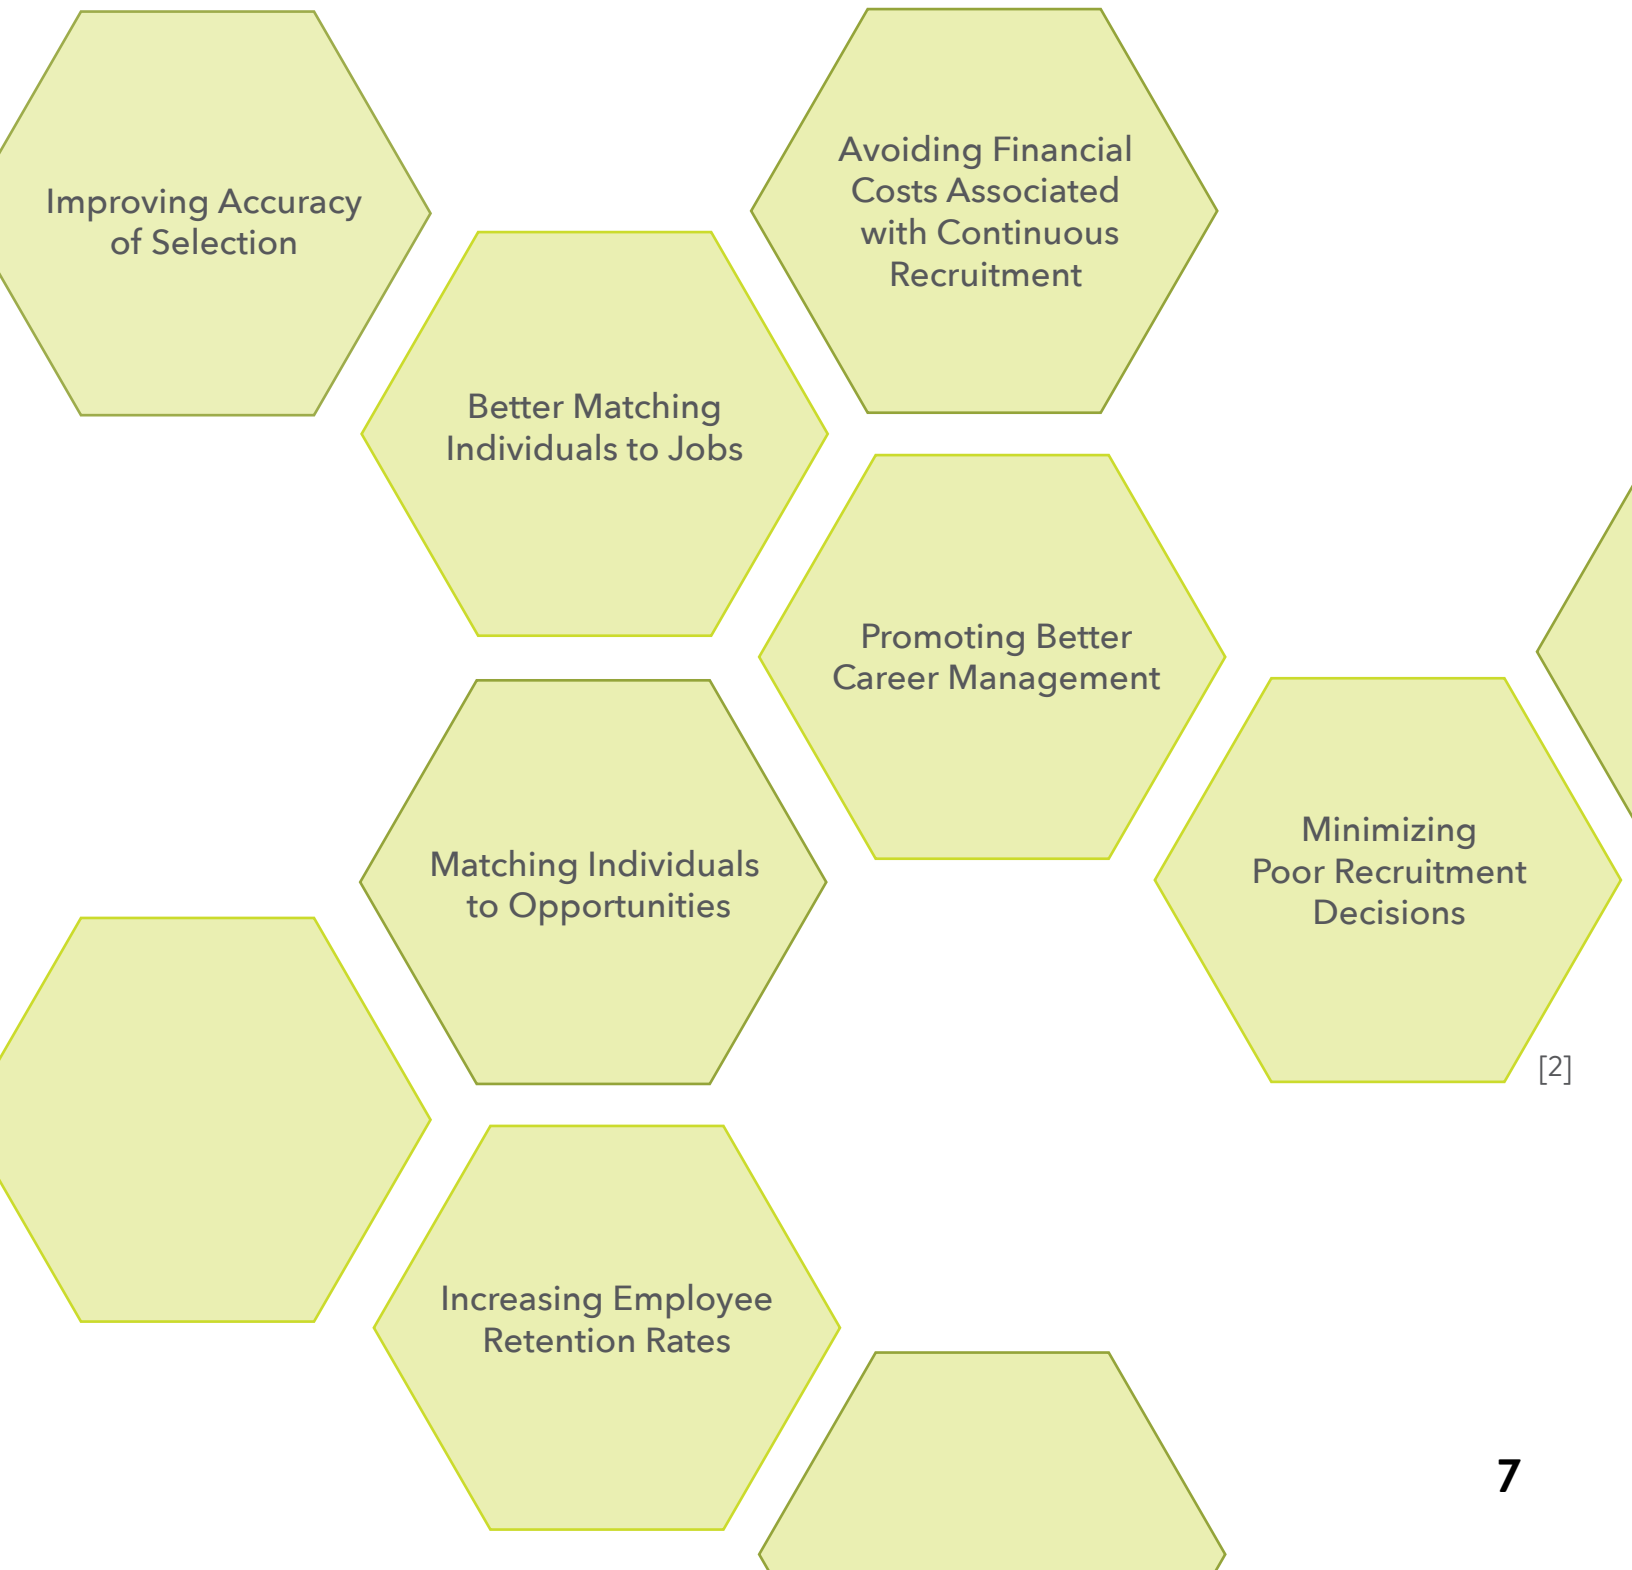 Improving Accuracy
of Selection
Avoiding Financial
Costs Associated
with Continuous
Recruitment
Better Matching
Individuals to Jobs
Promoting Better
Career Management
Matching Individuals
to Opportunities
Minimizing
Poor Recruitment
Decisions
[2]
Increasing Employee
Retention Rates
7